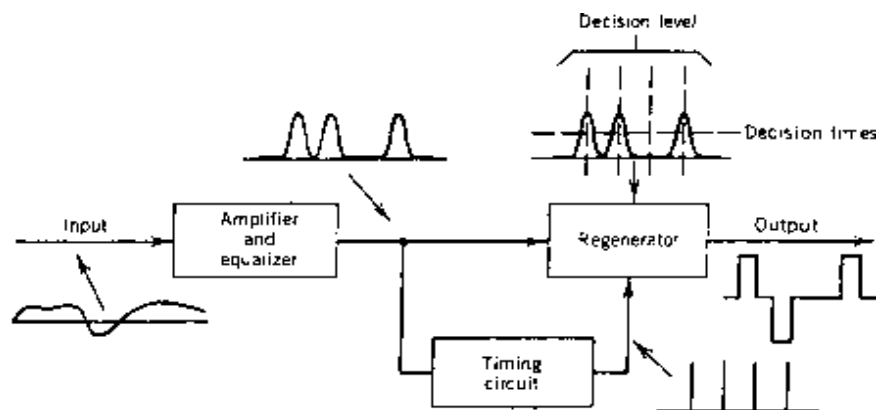 Decision level
Decision times
Input
Amplifier
and
equalizer
Regenerator
Output
Timing
circuit